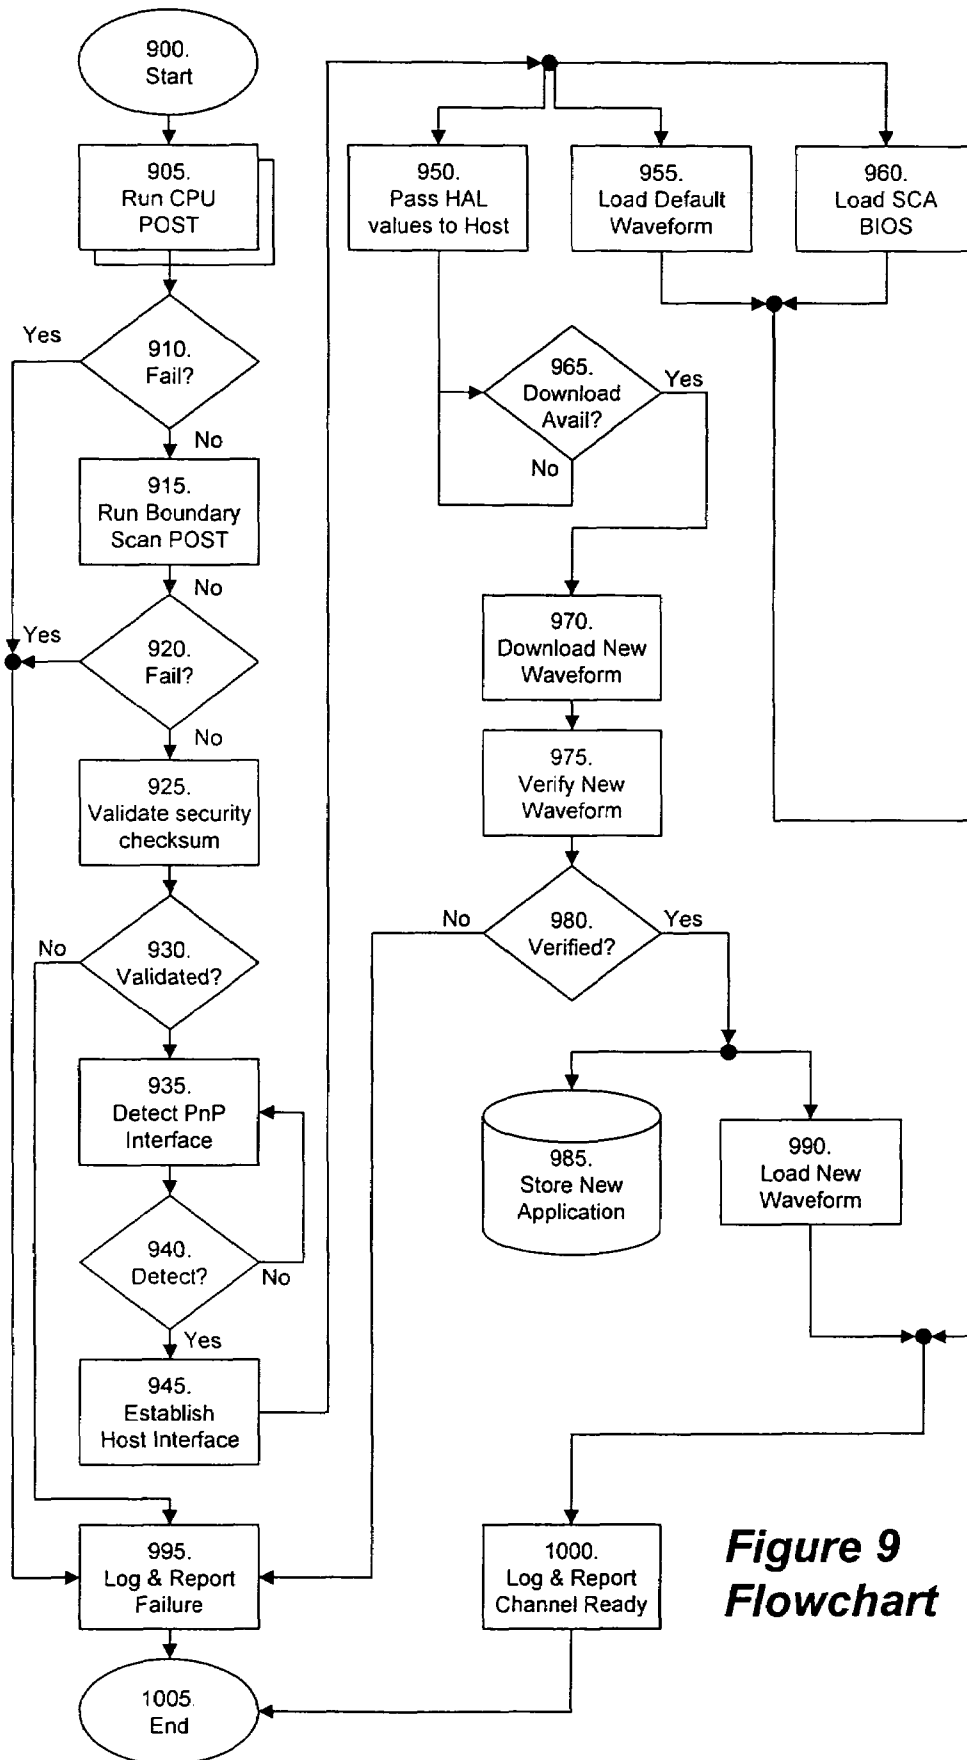 900.
Start
905.
Run CPU
POST
Yes
910.
Fail?
No
915.
Run Boundary
Scan POST
No
Yes
920.
Fail?
No
925.
Validate security
checksum
No
930.
Validated?
935.
Detect PnP
Interface
940.
Detect?
No
Yes
945.
Establish
Host Interface
995.
Log & Report
Failure
1005.
End
950.
Pass HAL
values to Host
955.
Load Default
Waveform
960.
Load SCA
BIOS
965.
Download
Avail?
Yes
No
970.
Download New
Waveform
975.
Verify New
Waveform
No
980.
Verified?
Yes
985.
Store New
Application
990.
Load New
Waveform
1000.
Log & Report
Channel Ready
Figure 9
Flowchart